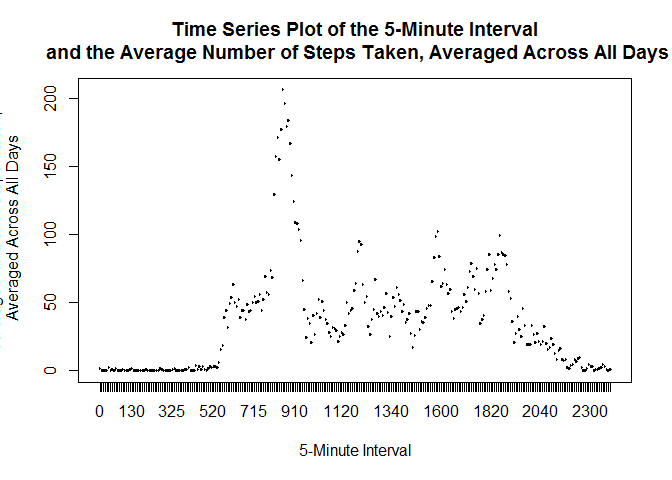 Time Series Plot of the 5-Minute Interval
and the Average Number of Steps Taken, Averaged Across All Days
Averaged Across All Days
200
150
100
50
0
0 130 325 520 715 910 1120 1340 1600 1820 2040 2300
5-Minute Interval